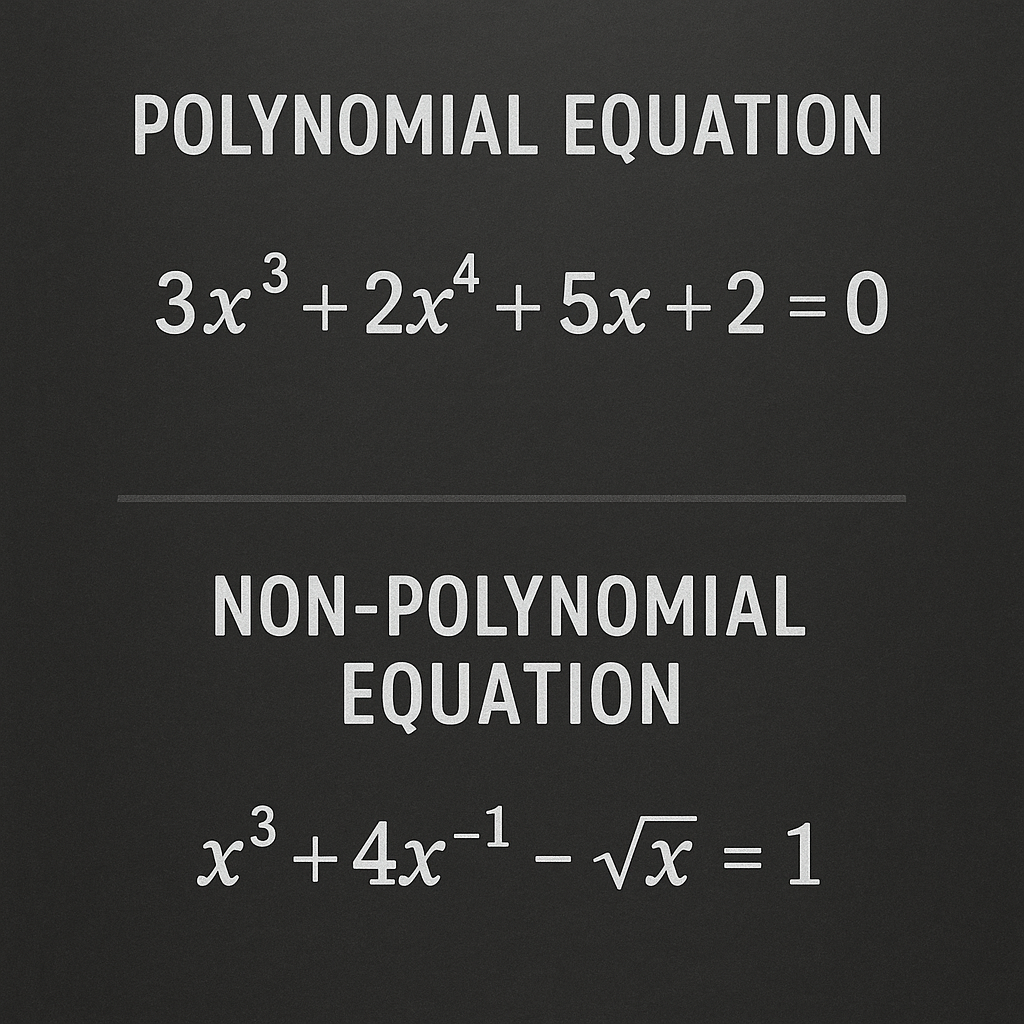 POLYNOMIAL EQUATION
3x³ + 2x⁴ + 5x + 2 = 0
NON-POLYNOMIAL
EQUATION
x³ + 4x⁻¹ − √x = 1